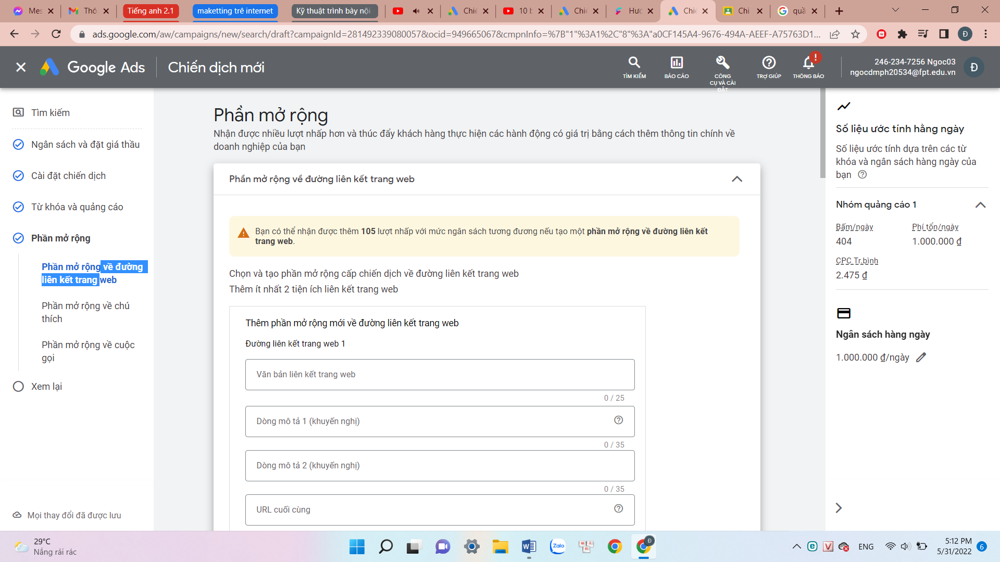 Mes
Thô
Tiếng anh 2.1
maketting trê internet
Kỹ thuật trình bày nội
Chiế
10 b
Chiế
Hướ
Chiế
Chi
quầ
ads.google.com/aw/campaigns/new/search/draft?campaignId=281492339080057&ocid=949665067&cmpnInfo=%7B"1"%3A1%2C"8"%3A"a0CF145A4-9676-494A-AEEF-A75763D1...
Đ
Google Ads
Chiến dịch mới
TÌM KIẾM
BÁO CÁO
CÔNG
CỤ VÀ CÀI
ĐẶT
TRỢ GIÚP
THÔNG BÁO
246-234-7256 Ngoc03
ngocdmph20534@fpt.edu.vn
Đ
Tìm kiếm
Ngân sách và đặt giá thầu
Cài đặt chiến dịch
Từ khóa và quảng cáo
Phần mở rộng
Phần mở rộng về đường
liên kết trang web
Phần mở rộng về chú
thích
Phần mở rộng về cuộc
gọi
Xem lại
Mọi thay đổi đã được lưu
Phần mở rộng
Nhận được nhiều lượt nhấp hơn và thúc đẩy khách hàng thực hiện các hành động có giá trị bằng cách thêm thông tin chính về
doanh nghiệp của bạn
Phần mở rộng về đường liên kết trang web
Bạn có thể nhận được thêm 105 lượt nhấp với mức ngân sách tương đương nếu tạo một phần mở rộng về đường liên kết
trang web.
Chọn và tạo phần mở rộng cấp chiến dịch về đường liên kết trang web
Thêm ít nhất 2 tiện ích liên kết trang web
Thêm phần mở rộng mới về đường liên kết trang web
Đường liên kết trang web 1
Văn bản liên kết trang web
0 / 25
Dòng mô tả 1 (khuyến nghị)
0 / 35
Dòng mô tả 2 (khuyến nghị)
0 / 35
URL cuối cùng
Số liệu ước tính hằng ngày
Số liệu ước tính dựa trên các từ
khóa và ngân sách hàng ngày của
bạn
Nhóm quảng cáo 1
Bấm/ngày
Phí tổn/ngày
404
1.000.000 ₫
CPC Tr.bình
2.475 ₫
Ngân sách hàng ngày
1.000.000 ₫/ngày
29°C
Nắng rải rác
Zalo
ENG
5:12 PM
5/31/2022
6